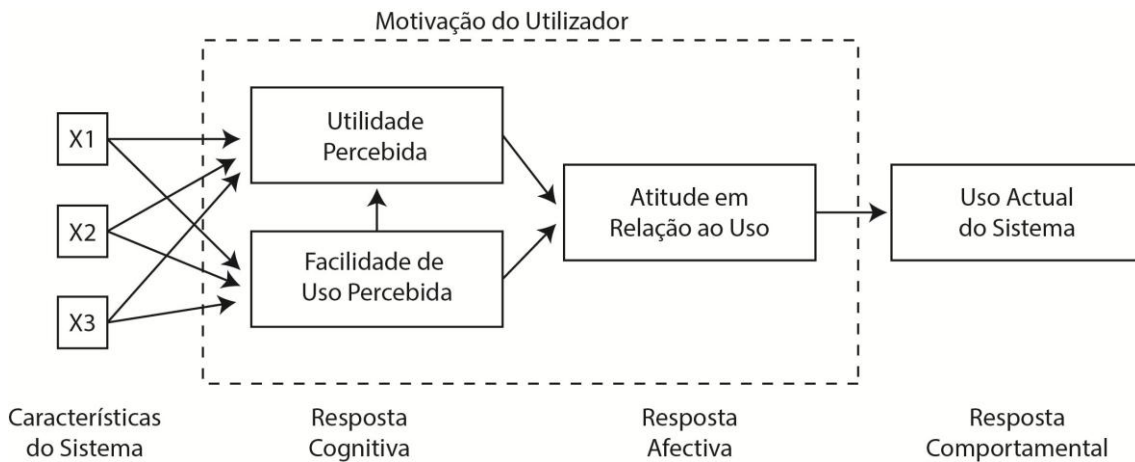 Motivação do Utilizador
X1
X2
X3
Utilidade
Percebida
Facilidade de
Uso Percebida
Atitude em
Relação ao Uso
Uso Actual
do Sistema
Características
do Sistema
Resposta
Cognitiva
Resposta
Afectiva
Resposta
Comportamental